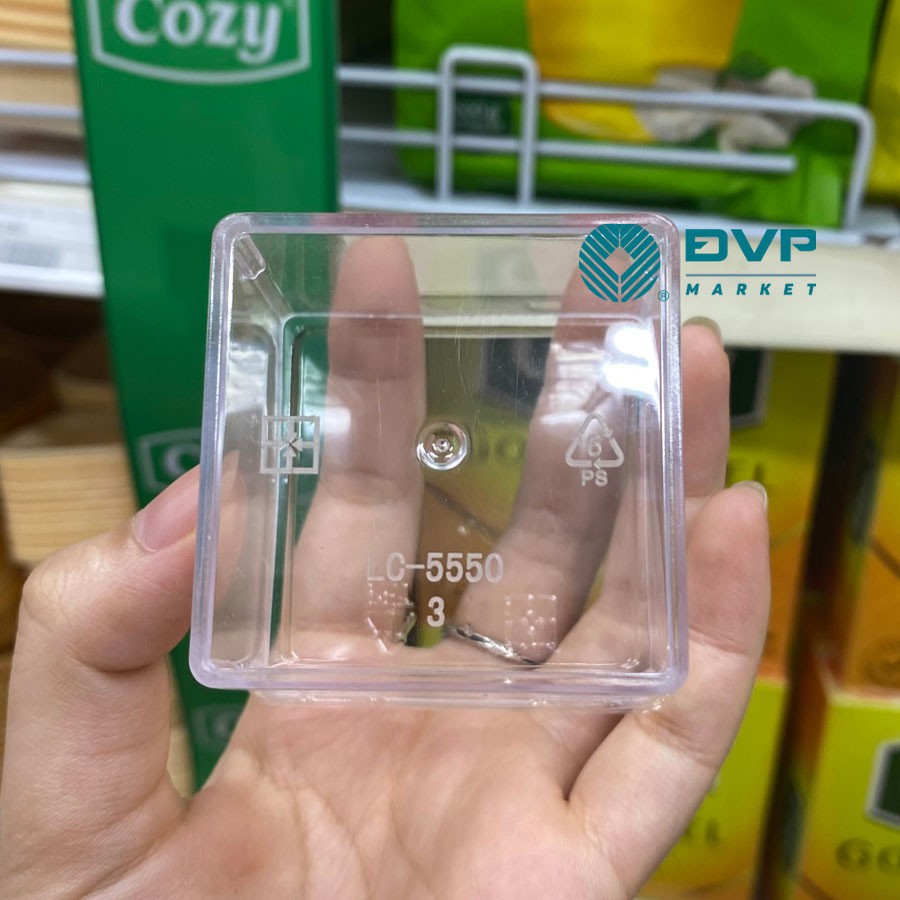 Cozy
ĐVP
®
MARKET
6
PS
LC-5550
3